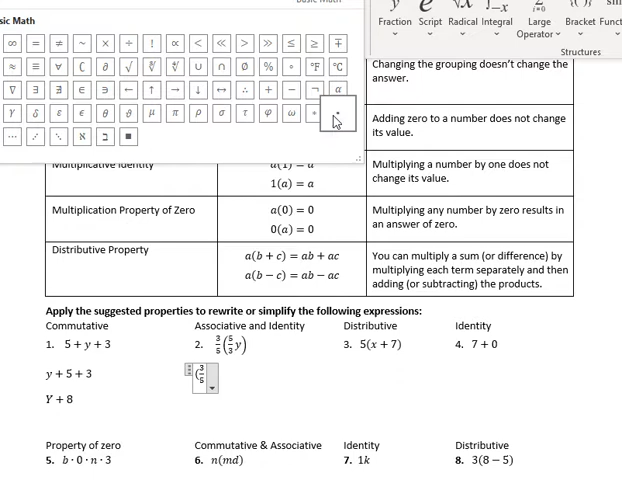 Basic Math
sic Math
∞ = ≠ ~ × ÷ ! ∝ < ≪ > ≫ ≤ ≥ ∓
≈ ≡ ∀ ∁ ∂ √ ∛ ∜ ∪ ∩ ∅ % ° °F °C
∇ ∃ ∄ ∈ ∋ ← ↑ → ↓ ↔ ∴ + − ¬ α
γ δ ε ϵ θ ϑ μ π ρ σ τ φ ω
⋯ ⋰ ⋱ ℵ ℶ ■
Fraction Script Radical Integral Large Operator Bracket Funct
Structures
Changing the grouping doesn't change the
answer.
Adding zero to a number does not change
its value.
Multiplicative Identity a(1) = a Multiplying a number by one does not
1(a) = a change its value.
Multiplication Property of Zero a(0) = 0 Multiplying any number by zero results in
0(a) = 0 an answer of zero.
Distributive Property a(b + c) = ab + ac You can multiply a sum (or difference) by
a(b − c) = ab − ac multiplying each term separately and then
adding (or subtracting) the products.
Apply the suggested properties to rewrite or simplify the following expressions:
Commutative Associative and Identity Distributive Identity
1. 5 + y + 3 2. 3/5(5/3y) 3. 5(x + 7) 4. 7 + 0
y + 5 + 3 (3/5
Y + 8
Property of zero Commutative & Associative Identity Distributive
5. b · 0 · n · 3 6. n(md) 7. 1k 8. 3(8 − 5)